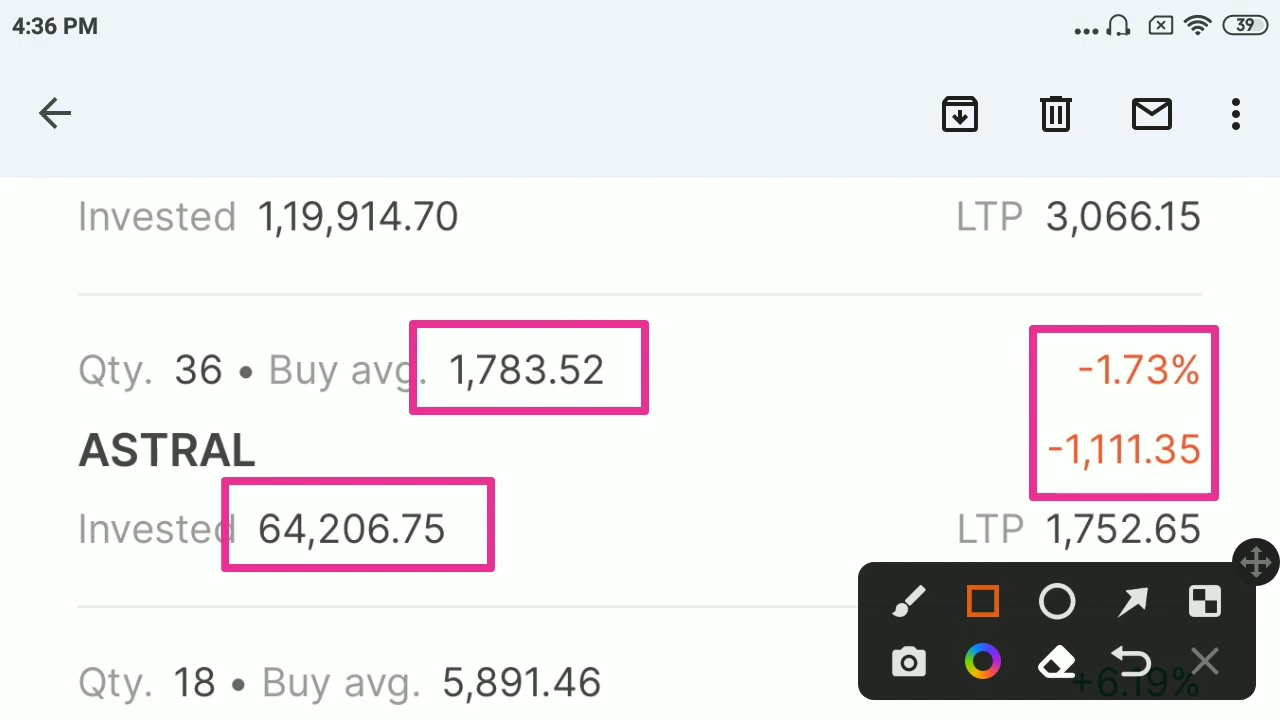 4:36 PM
39
Invested 1,19,914.70 LTP 3,066.15
Qty. 36 • Buy avg. 1,783.52 -1.73%
ASTRAL -1,111.35
Invested 64,206.75 LTP 1,752.65
Qty. 18 • Buy avg. 5,891.46 +6.19%